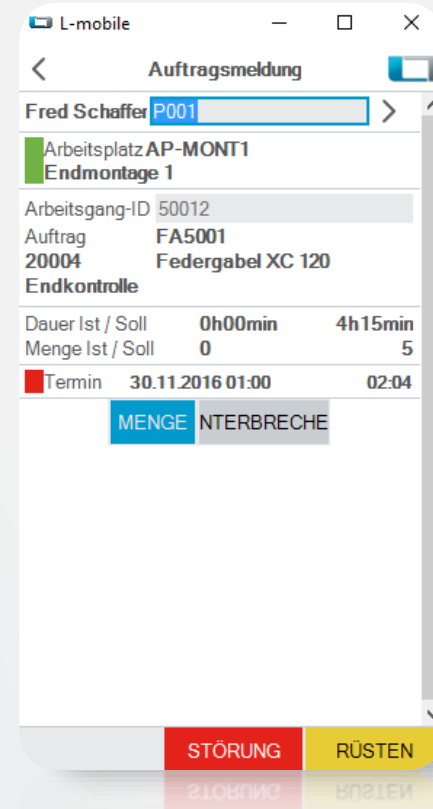 L-mobile
Auftragsmeldung
Fred Schaffer P001
Arbeitsplatz AP-MONT1
Endmontage 1
Arbeitsgang-ID 50012
Auftrag FA5001
20004 Federgabel XC 120
Endkontrolle
Dauer Ist / Soll 0h00min 4h15min
Menge Ist / Soll 0 5
Termin 30.11.2016 01:00 02:04
MENGE NTERBRECHE
STÖRUNG RÜSTEN